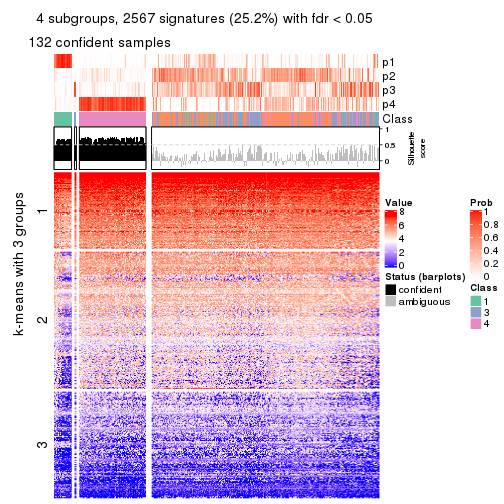 4 subgroups, 2567 signatures (25.2%) with fdr < 0.05
132 confident samples
p1
p2
p3
p4
Class
1
0.5
0
Silhouette
score
k-means with 3 groups
1
2
3
Value
8
6
4
2
0
Status (barplots)
confident
ambiguous
Prob
1
0.8
0.6
0.4
0.2
0
Class
1
3
4